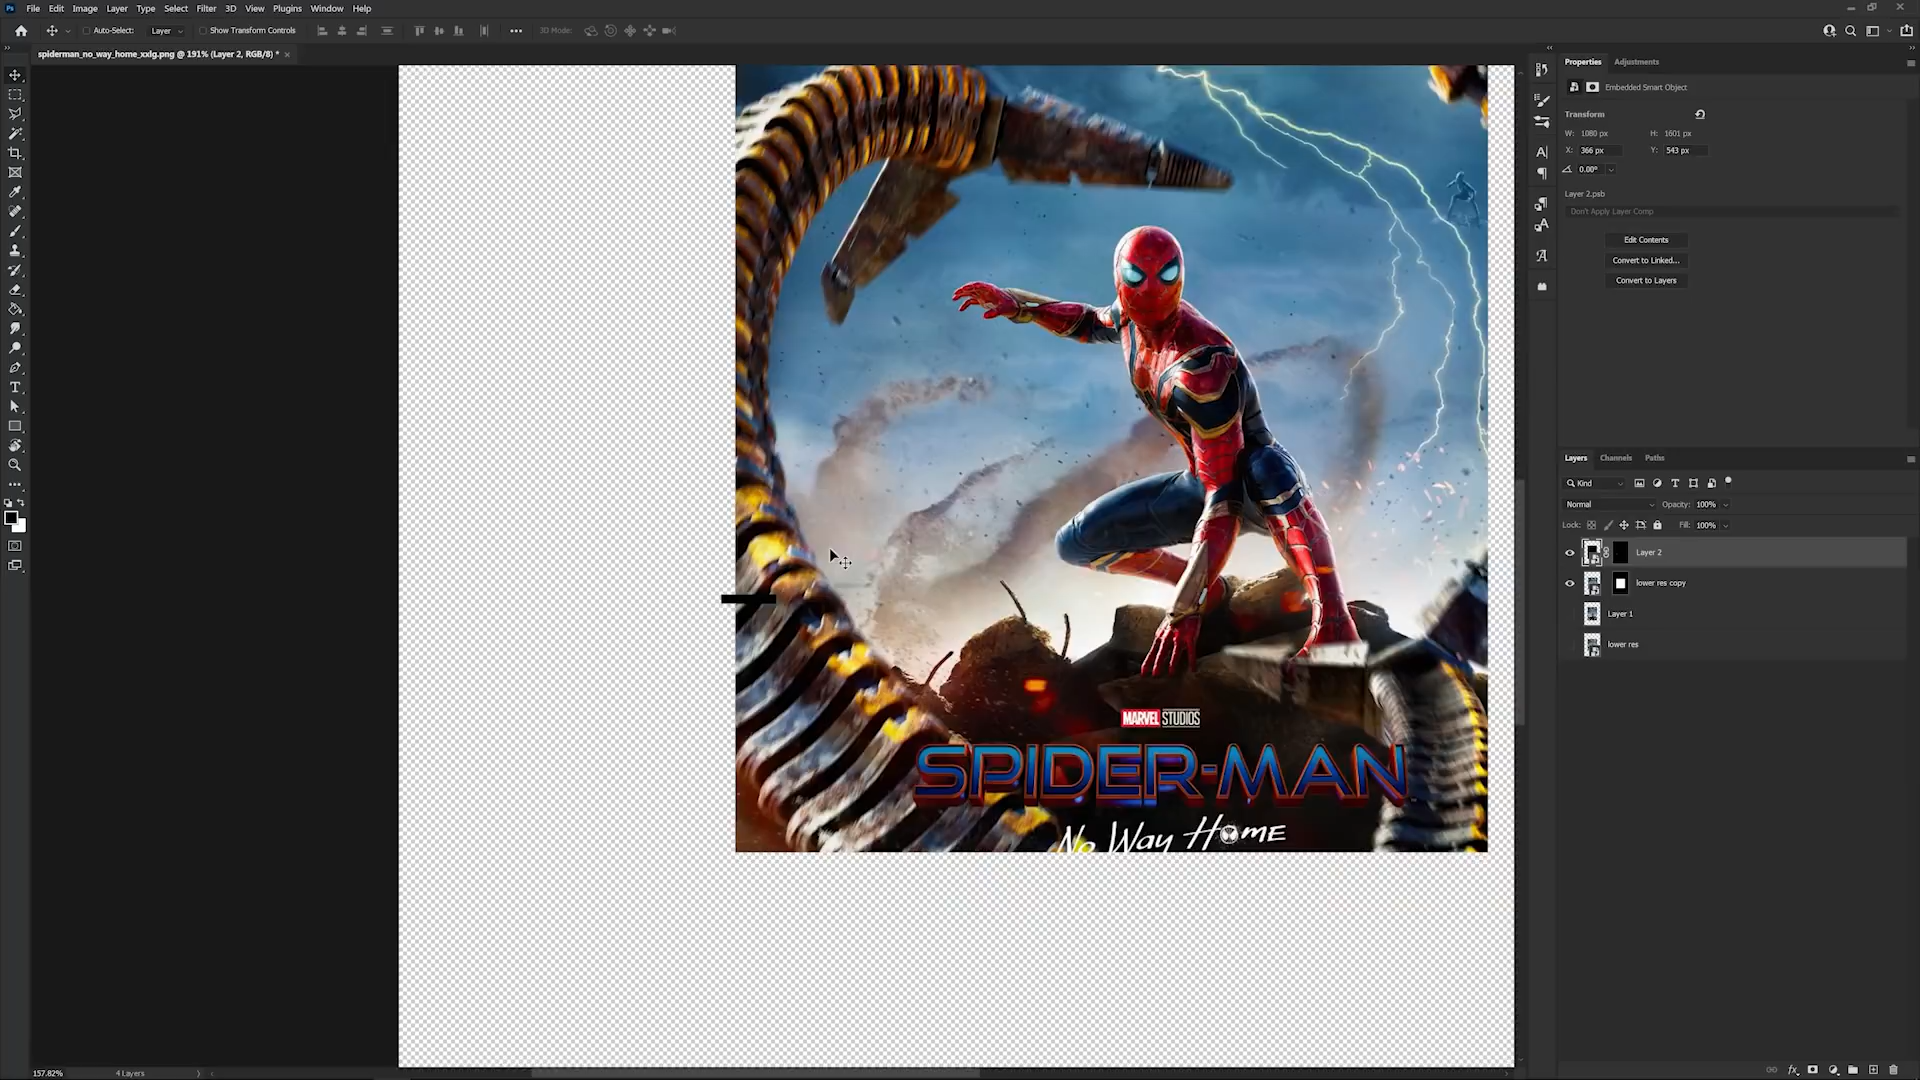 Ps File Edit Image Layer Type Select Filter 3D View Plugins Window Help
Auto-Select: Layer Show Transform Controls 3D Mode:
spiderman_no_way_home_xxlg.png @ 191% (Layer 2, RGB/8) *
Properties Adjustments
Embedded Smart Object
Transform
W: 1080 px H: 1601 px
X: 366 px Y: 543 px
0.00°
Layer 2.psb
Don't Apply Layer Comp
Edit Contents
Convert to Linked...
Convert to Layers
MARVEL STUDIOS
SPIDER-MAN
No Way Home
Layers Channels Paths
Kind
Normal Opacity: 100%
Lock: Fill: 100%
Layer 2
lower res copy
Layer 1
lower res
157.82% 4 Layers